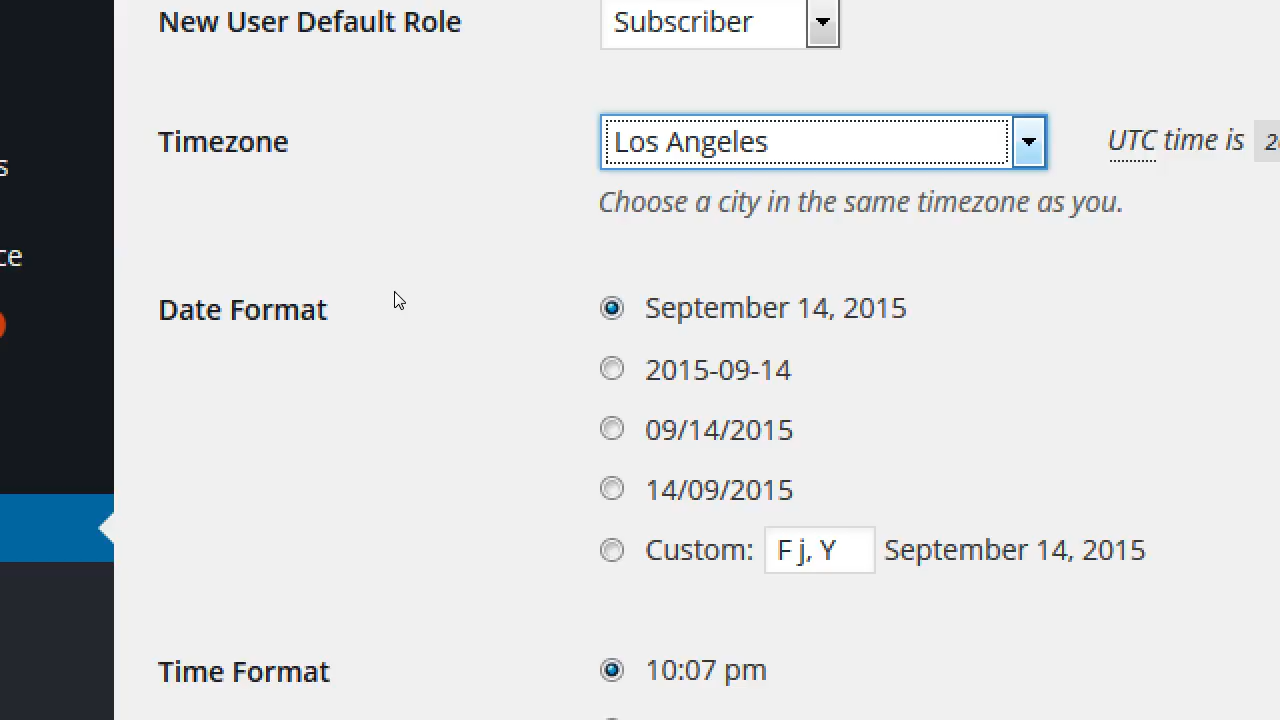 New User Default Role Subscriber
Timezone Los Angeles UTC time is
s
Choose a city in the same timezone as you.
ce
Date Format September 14, 2015
2015-09-14
09/14/2015
14/09/2015
Custom: F j, Y September 14, 2015
Time Format 10:07 pm